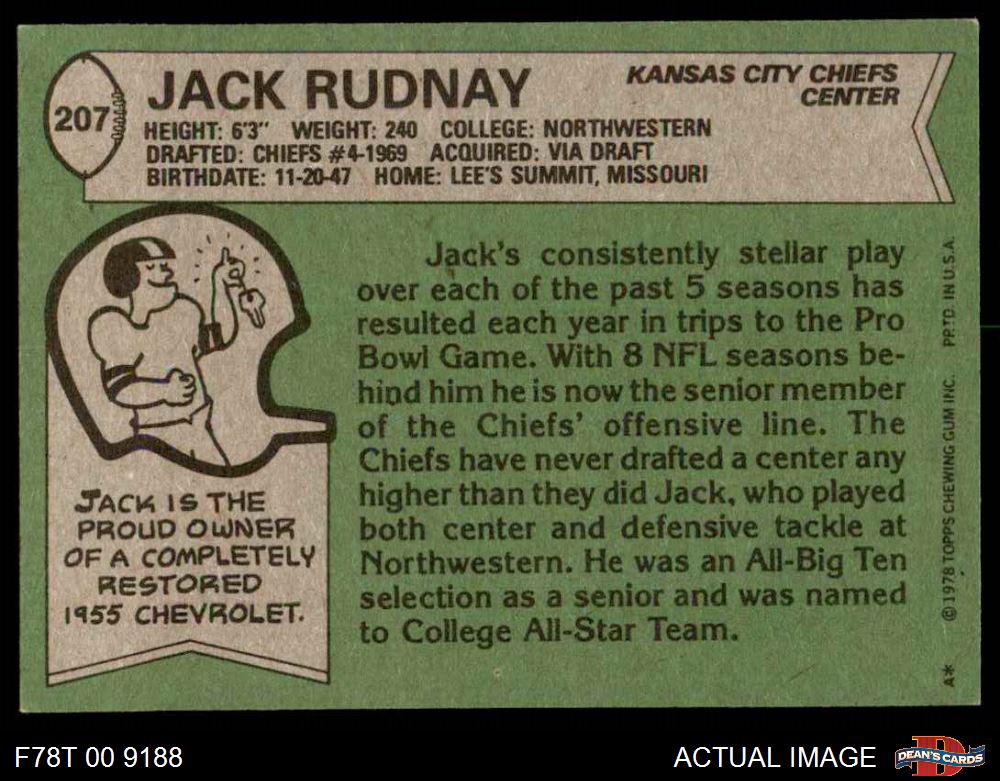 207
JACK RUDNAY
KANSAS CITY CHIEFS
CENTER
HEIGHT: 6'3" WEIGHT: 240 COLLEGE: NORTHWESTERN
DRAFTED: CHIEFS #4-1969 ACQUIRED: VIA DRAFT
BIRTHDATE: 11-20-47 HOME: LEE'S SUMMIT, MISSOURI
JACK IS THE
PROUD OWNER
OF A COMPLETELY
RESTORED
1955 CHEVROLET.
Jack's consistently stellar play
over each of the past 5 seasons has
resulted each year in trips to the Pro
Bowl Game. With 8 NFL seasons be-
hind him he is now the senior member
of the Chiefs' offensive line. The
Chiefs have never drafted a center any
higher than they did Jack, who played
both center and defensive tackle at
Northwestern. He was an All-Big Ten
selection as a senior and was named
to College All-Star Team.
A* © 1978 TOPPS CHEWING GUM INC. PRTD. IN U.S.A.
F78T 00 9188
ACTUAL IMAGE
D
DEAN'S CARDS